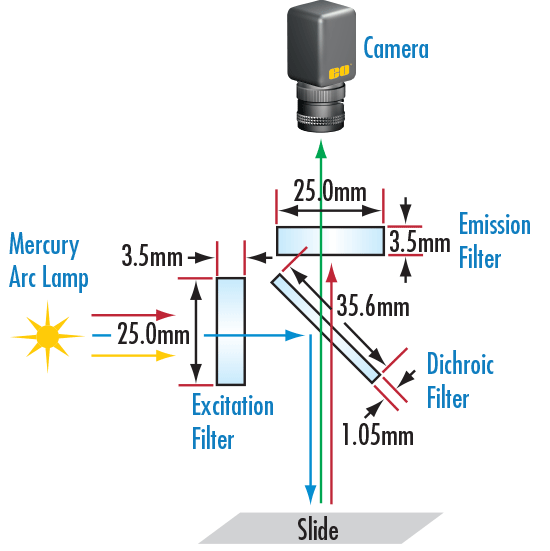 Camera
EO
25.0mm
Emission
Filter
3.5mm
Mercury
Arc Lamp
3.5mm
25.0mm
35.6mm
Dichroic
Filter
Excitation
Filter
1.05mm
Slide